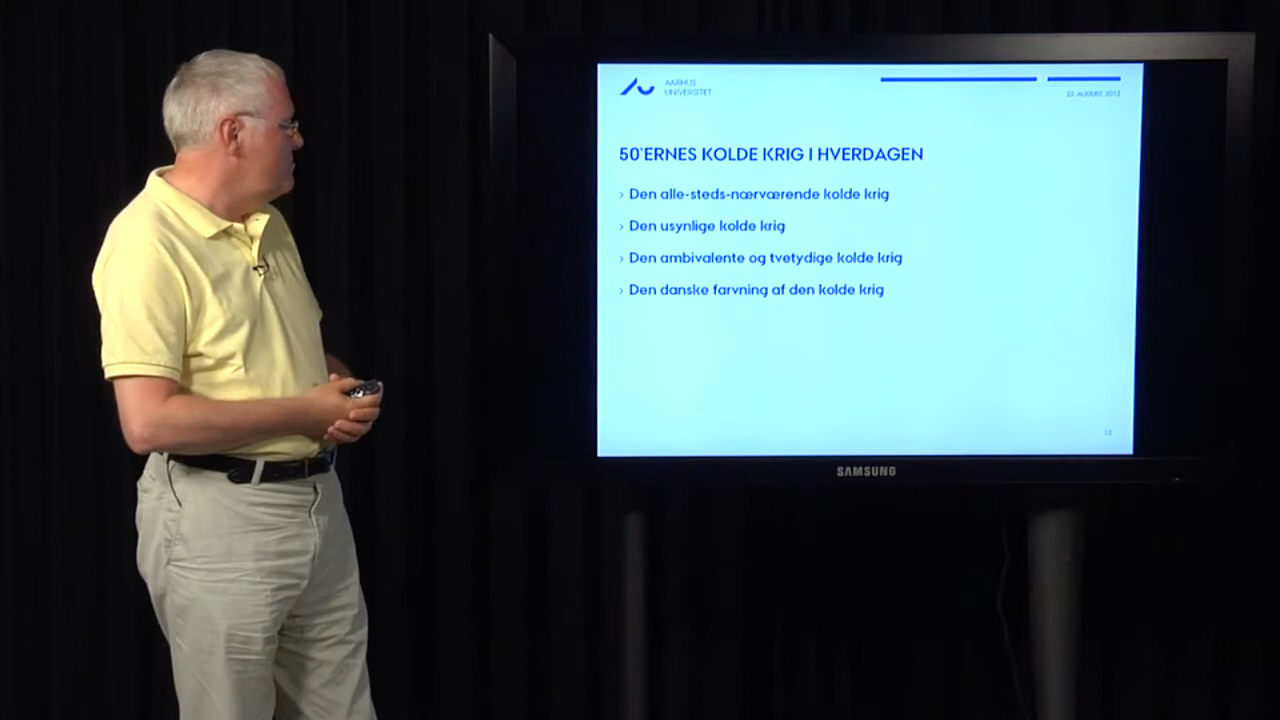 AARHUS
UNIVERSITET
22. AUGUST 2012
50'ERNES KOLDE KRIG I HVERDAGEN
› Den alle-steds-nærværende kolde krig
› Den usynlige kolde krig
› Den ambivalente og tvetydige kolde krig
› Den danske farvning af den kolde krig
12
SAMSUNG